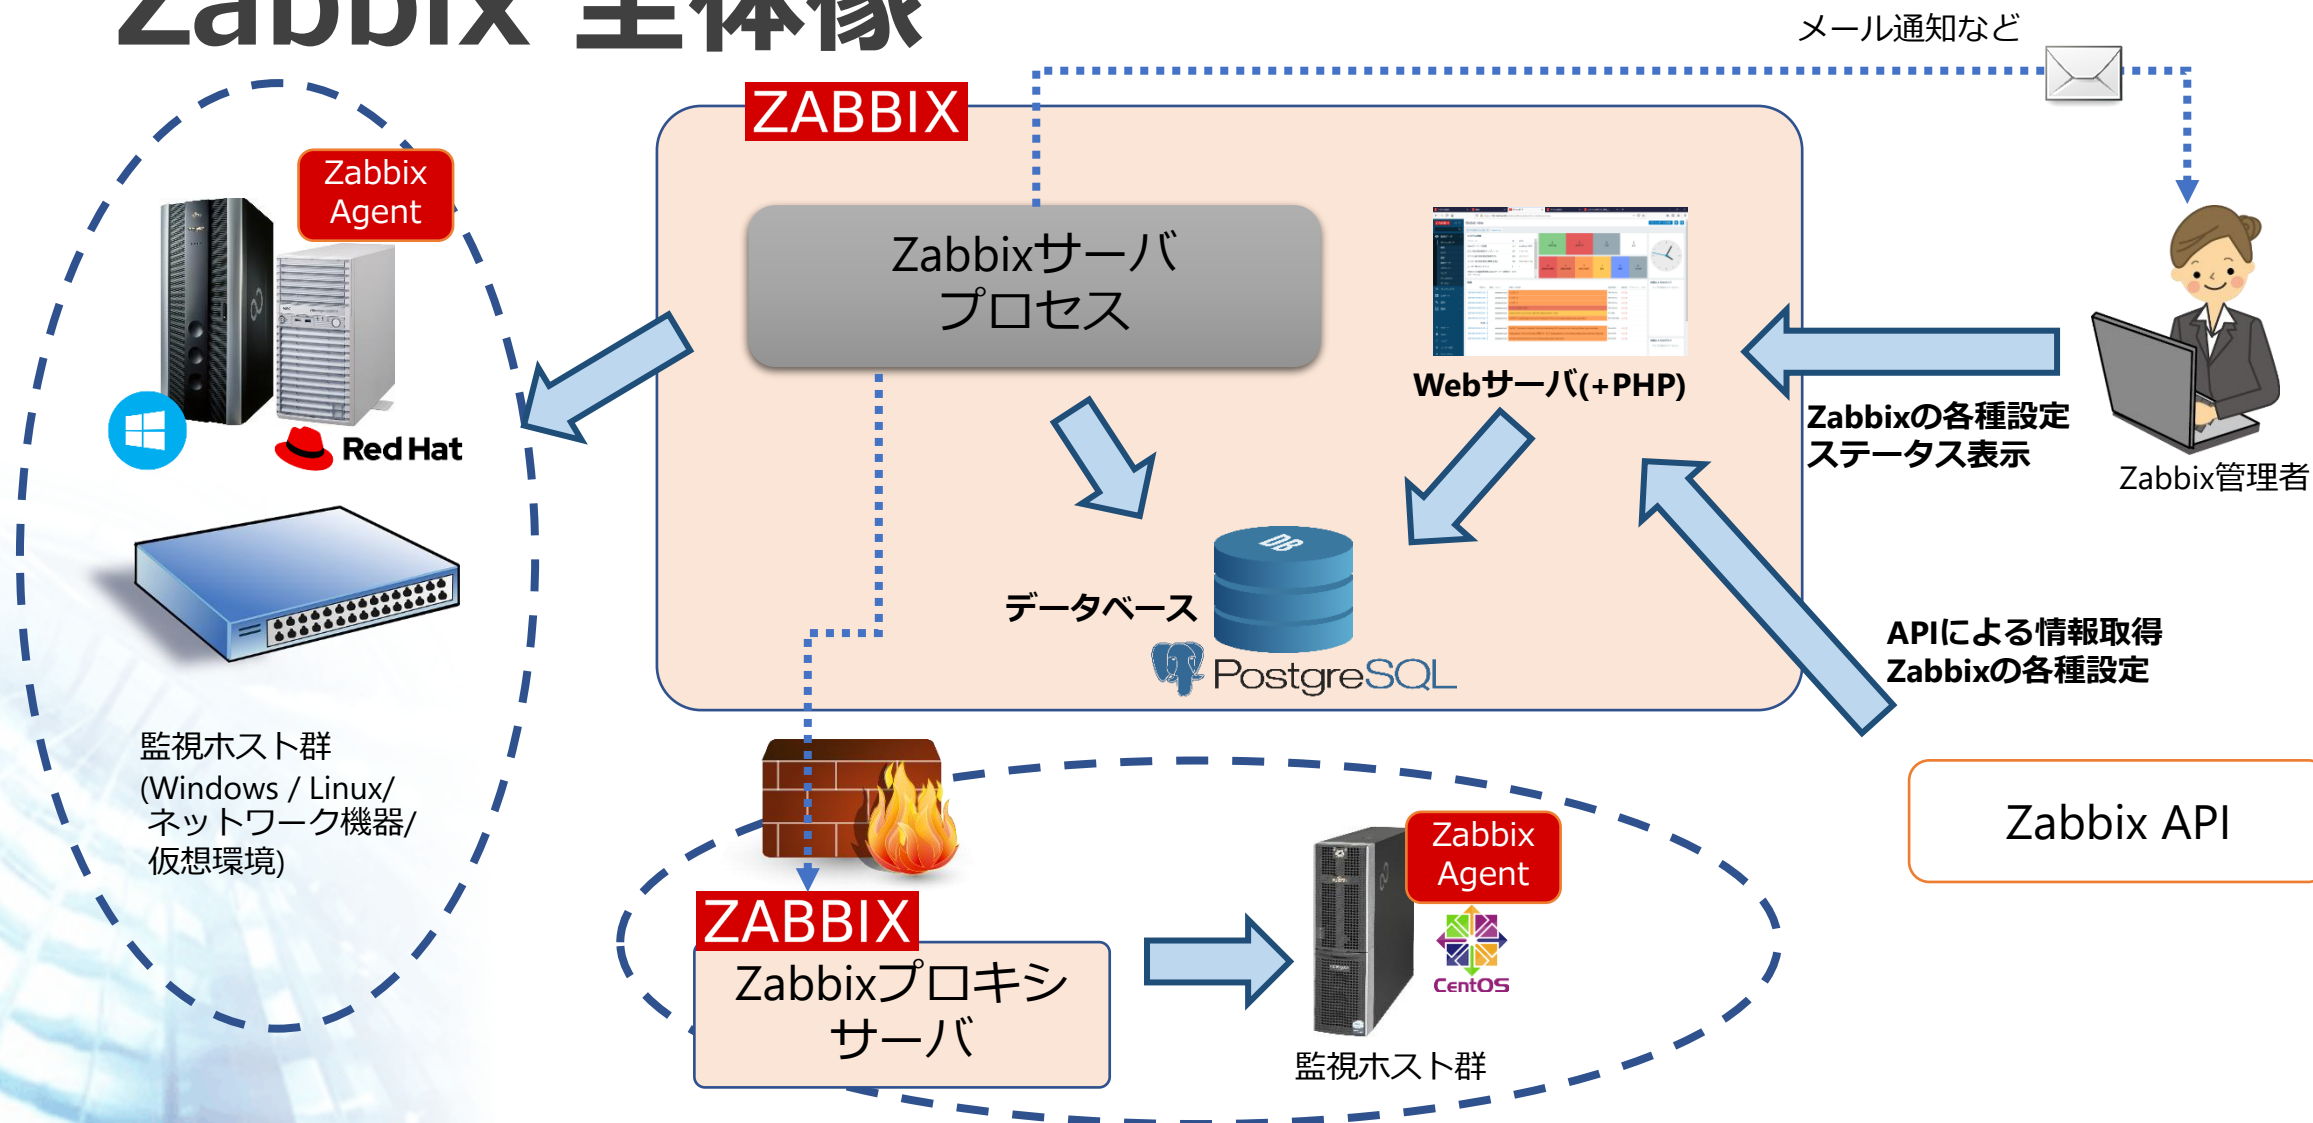 Zabbix 全体像
メール通知など
ZABBIX
Zabbix
Agent
Zabbixサーバ
プロセス
Webサーバ(+PHP)
Zabbixの各種設定
ステータス表示
Zabbix管理者
Red Hat
DB
データベース
PostgreSQL
APIによる情報取得
Zabbixの各種設定
監視ホスト群
(Windows / Linux/
ネットワーク機器/
仮想環境)
Zabbix API
ZABBIX
Zabbixプロキシ
サーバ
Zabbix
Agent
CentOS
監視ホスト群